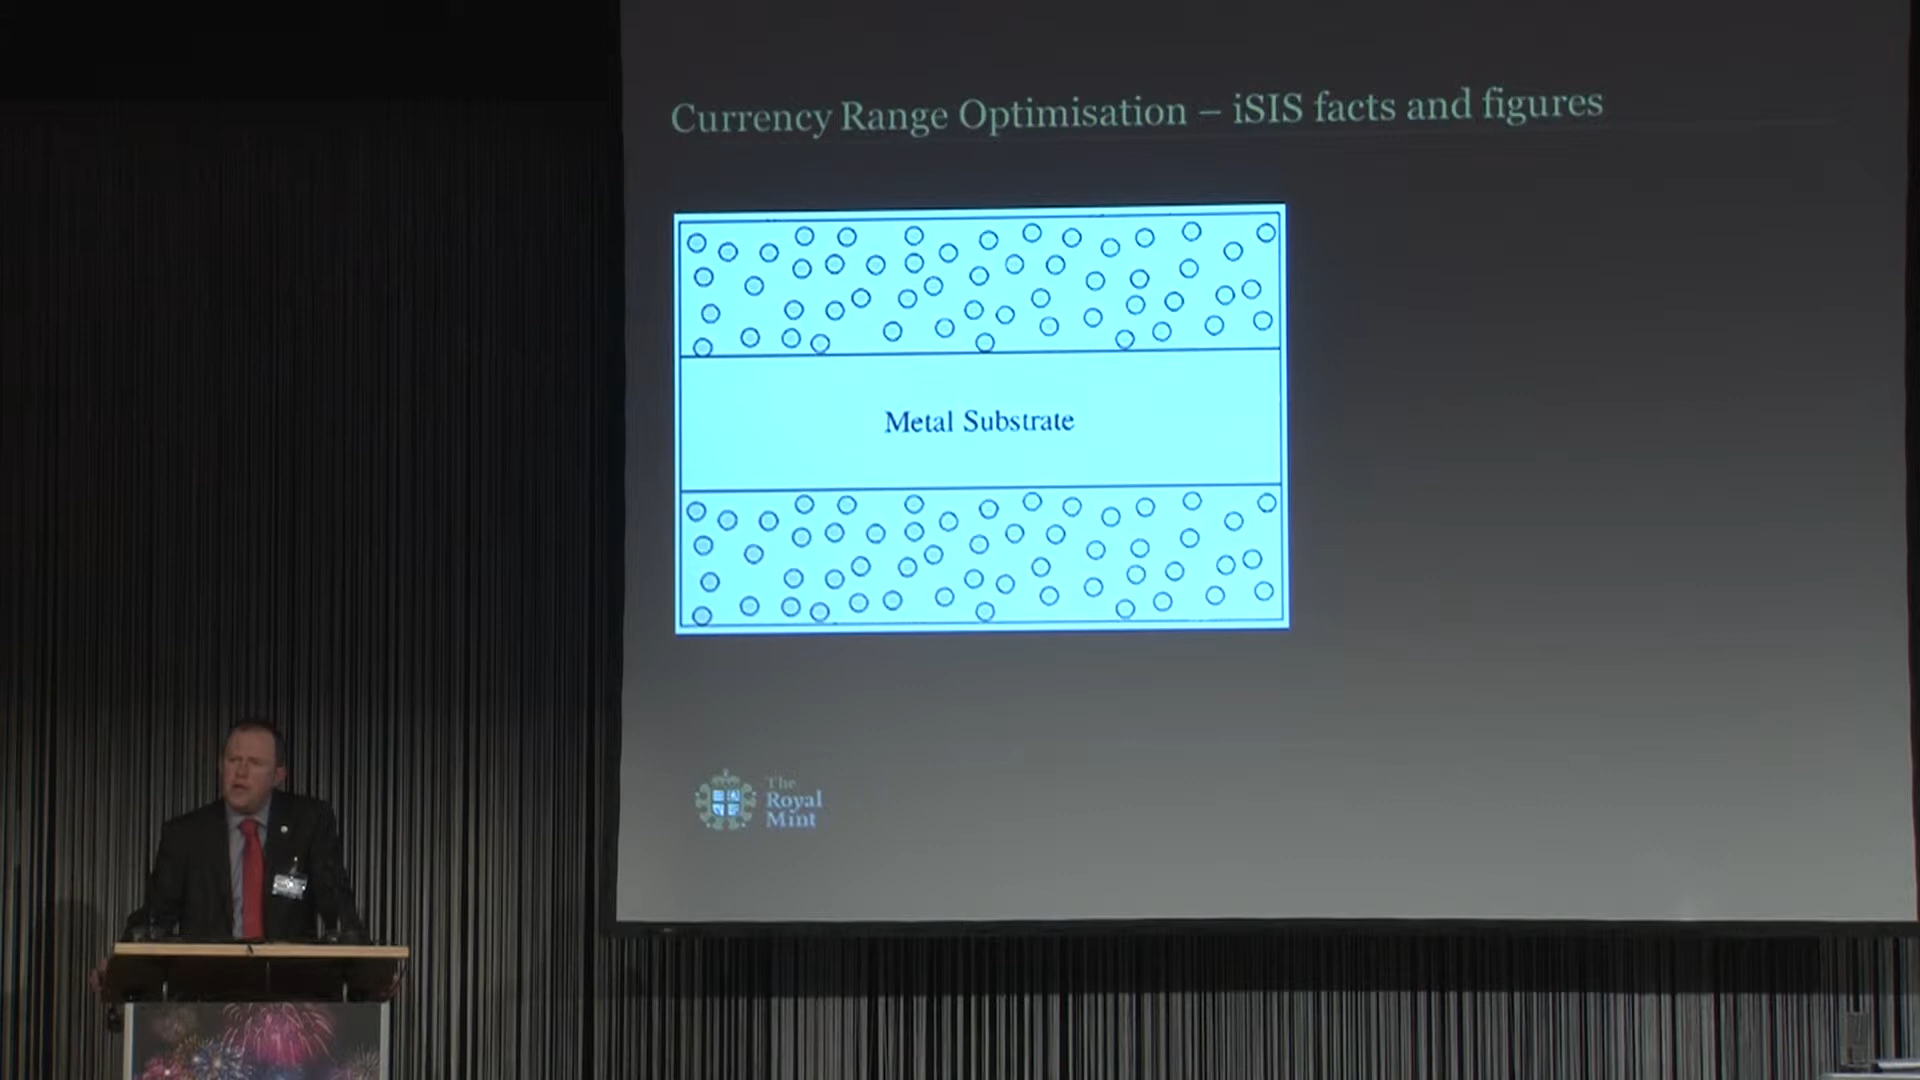 Currency Range Optimisation – iSIS facts and figures
Metal Substrate
The
Royal
Mint